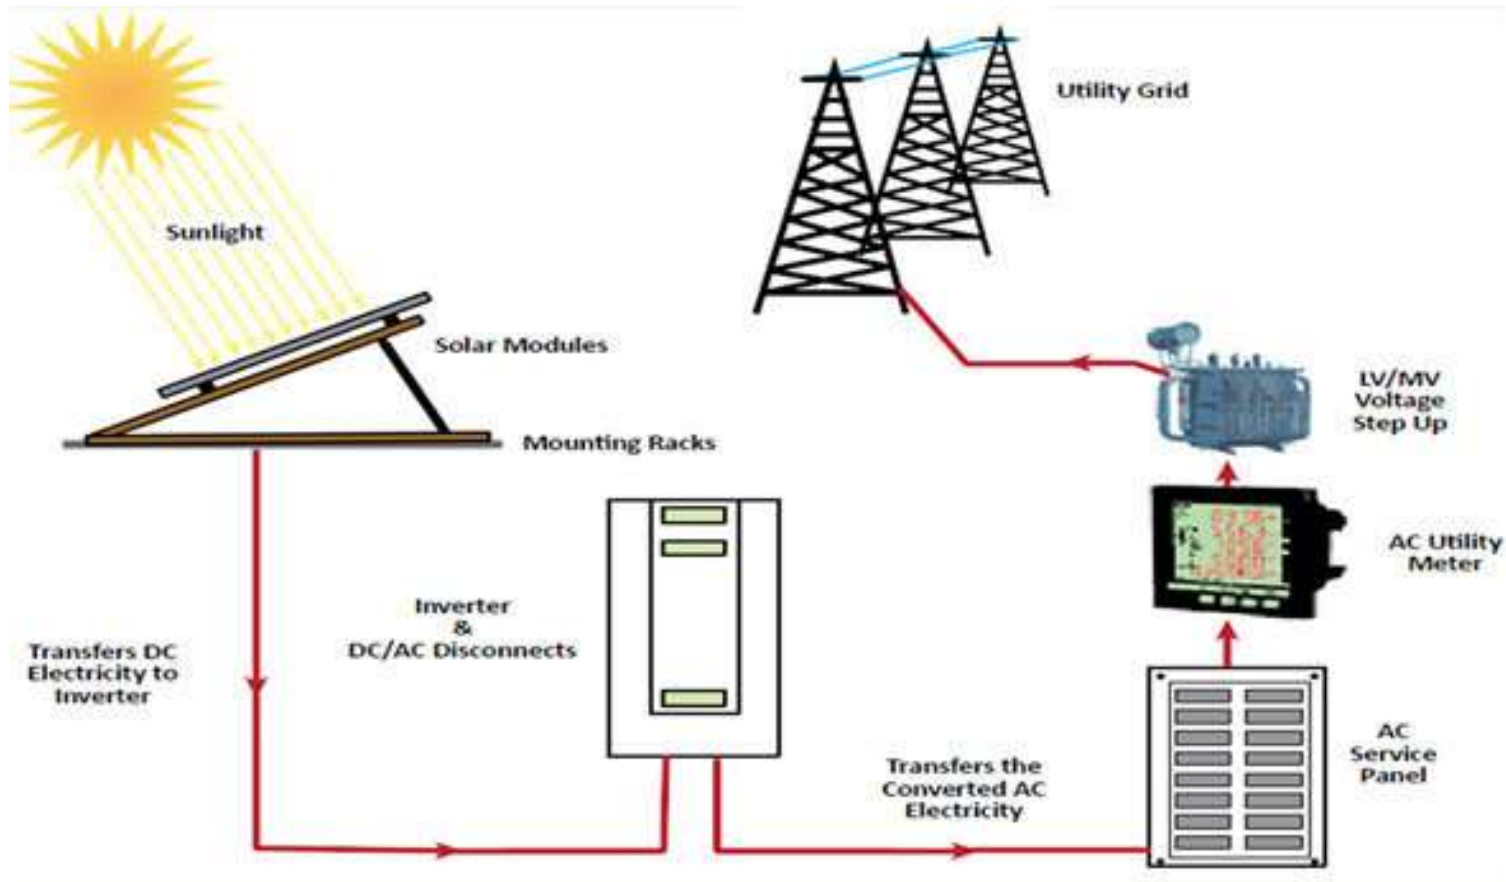 Utility Grid
Sunlight
Solar Modules
Mounting Racks
LV/MV
Voltage
Step Up
AC Utility
Meter
Inverter
&
DC/AC Disconnects
Transfers DC
Electricity to
Inverter
Transfers the
Converted AC
Electricity
AC
Service
Panel